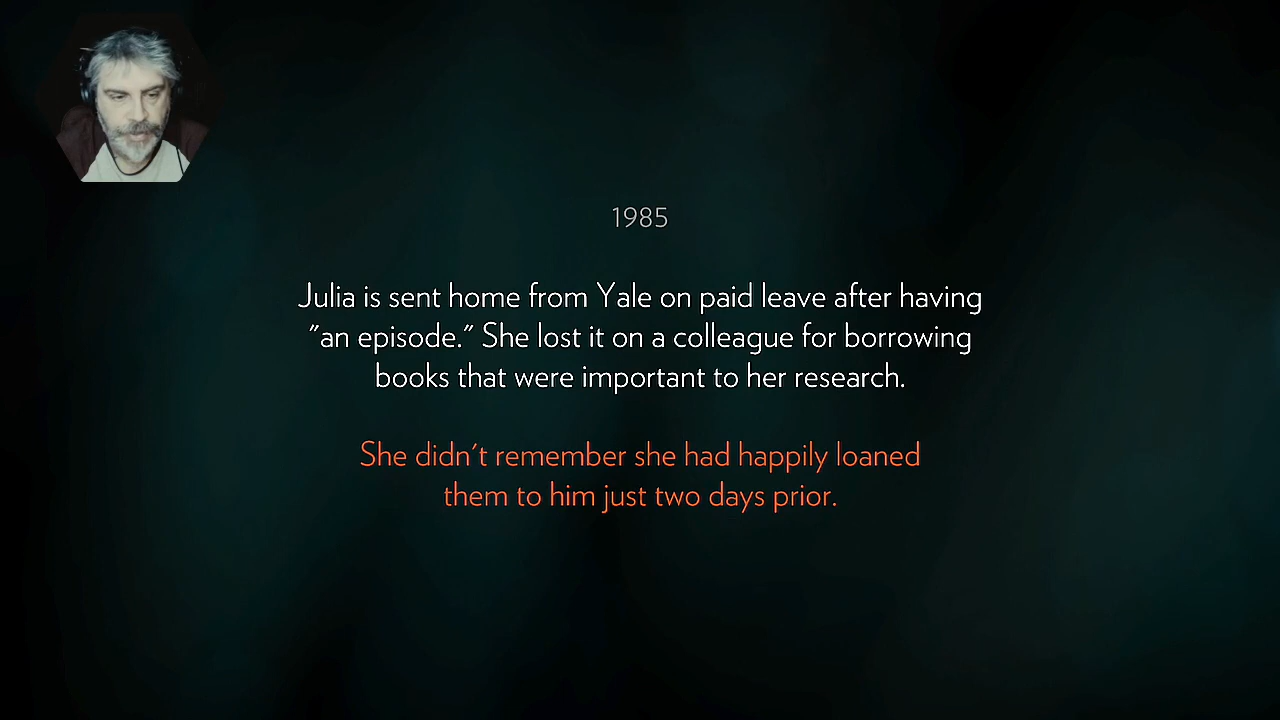 1985
Julia is sent home from Yale on paid leave after having
"an episode." She lost it on a colleague for borrowing
books that were important to her research.
She didn't remember she had happily loaned
them to him just two days prior.